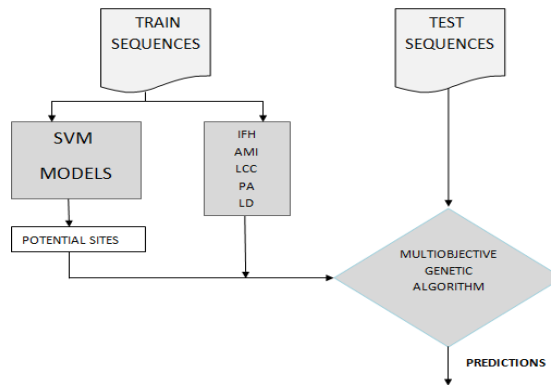 TRAIN
SEQUENCES
TEST
SEQUENCES
SVM
MODELS
IFH
AMI
LCC
PA
LD
POTENTIAL SITES
MULTIOBJECTIVE
GENETIC
ALGORITHM
PREDICTIONS